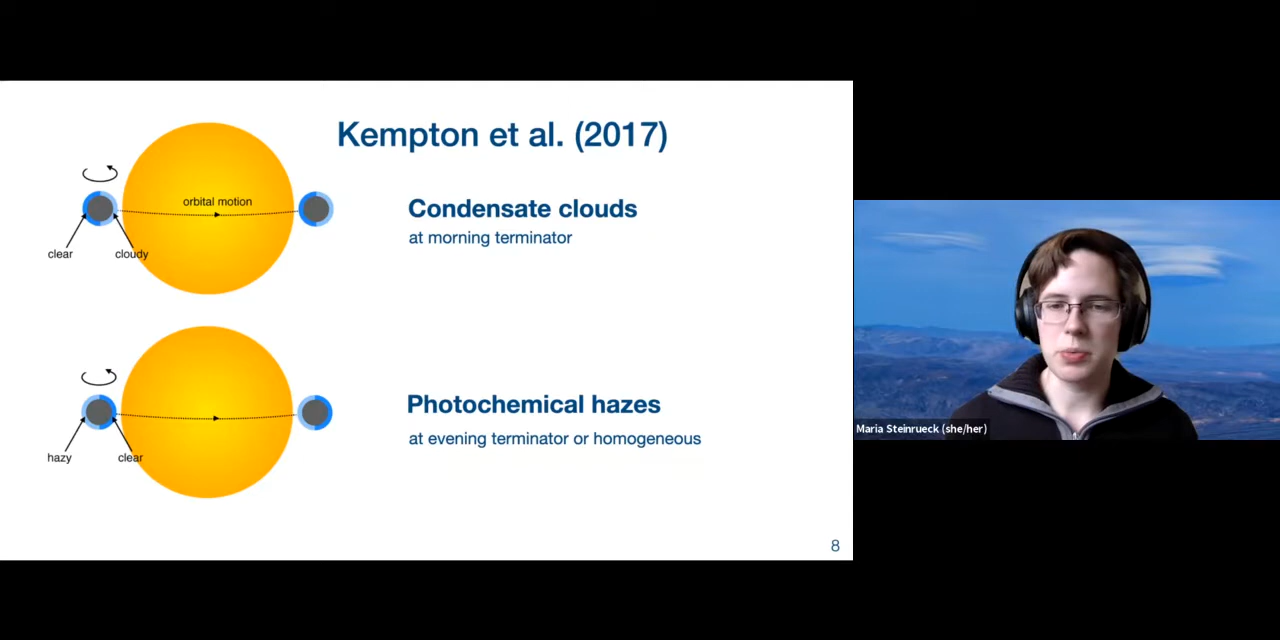 Kempton et al. (2017)
orbital motion
clear
cloudy
Condensate clouds
at morning terminator
hazy
clear
Photochemical hazes
at evening terminator or homogeneous
8
Maria Steinrueck (she/her)